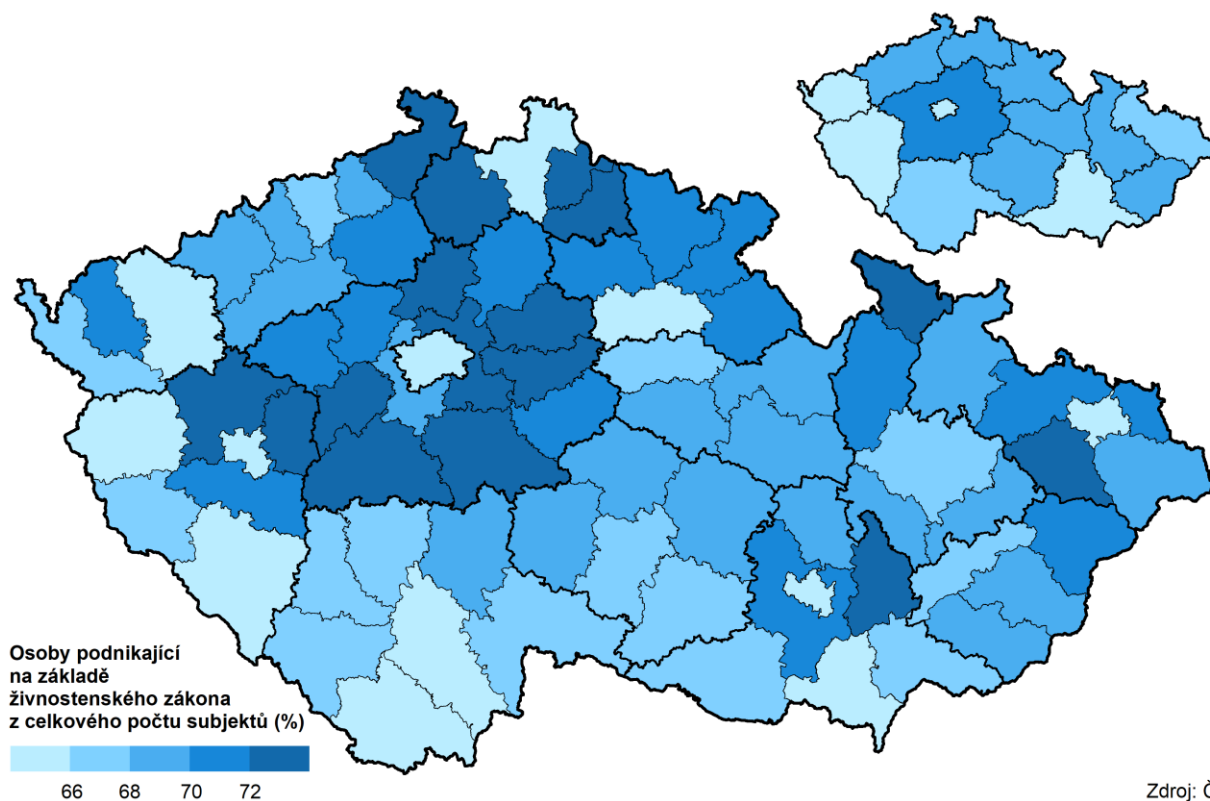 Osoby podnikající
na základě
živnostenského zákona
z celkového počtu subjektů (%)
66 68 70 72
Zdroj: